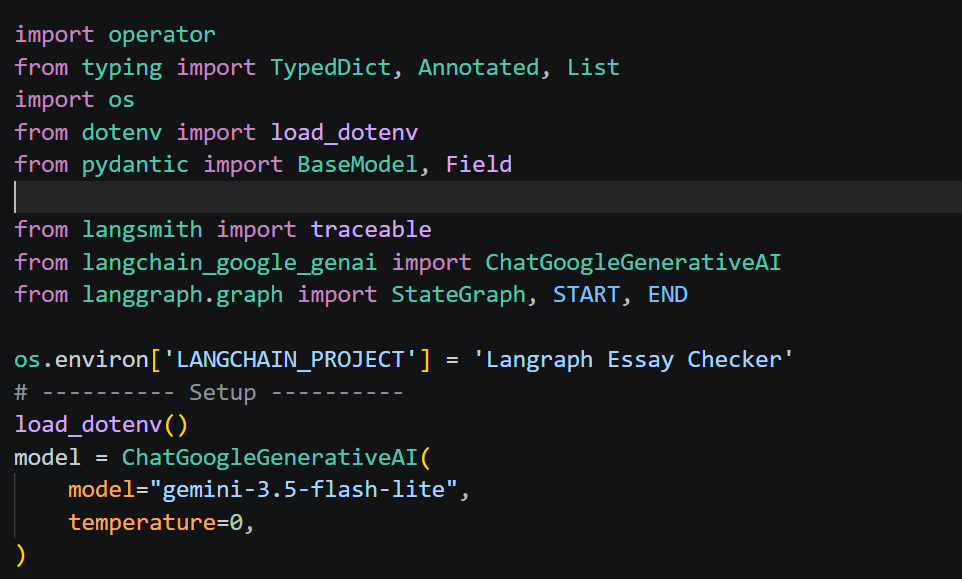 import operator
from typing import TypedDict, Annotated, List
import os
from dotenv import load_dotenv
from pydantic import BaseModel, Field
from langsmith import traceable
from langchain_google_genai import ChatGoogleGenerativeAI
from langgraph.graph import StateGraph, START, END
os.environ['LANGCHAIN_PROJECT'] = 'Langraph Essay Checker'
# ---------- Setup ----------
load_dotenv()
model = ChatGoogleGenerativeAI(
    model="gemini-3.5-flash-lite",
    temperature=0,
)